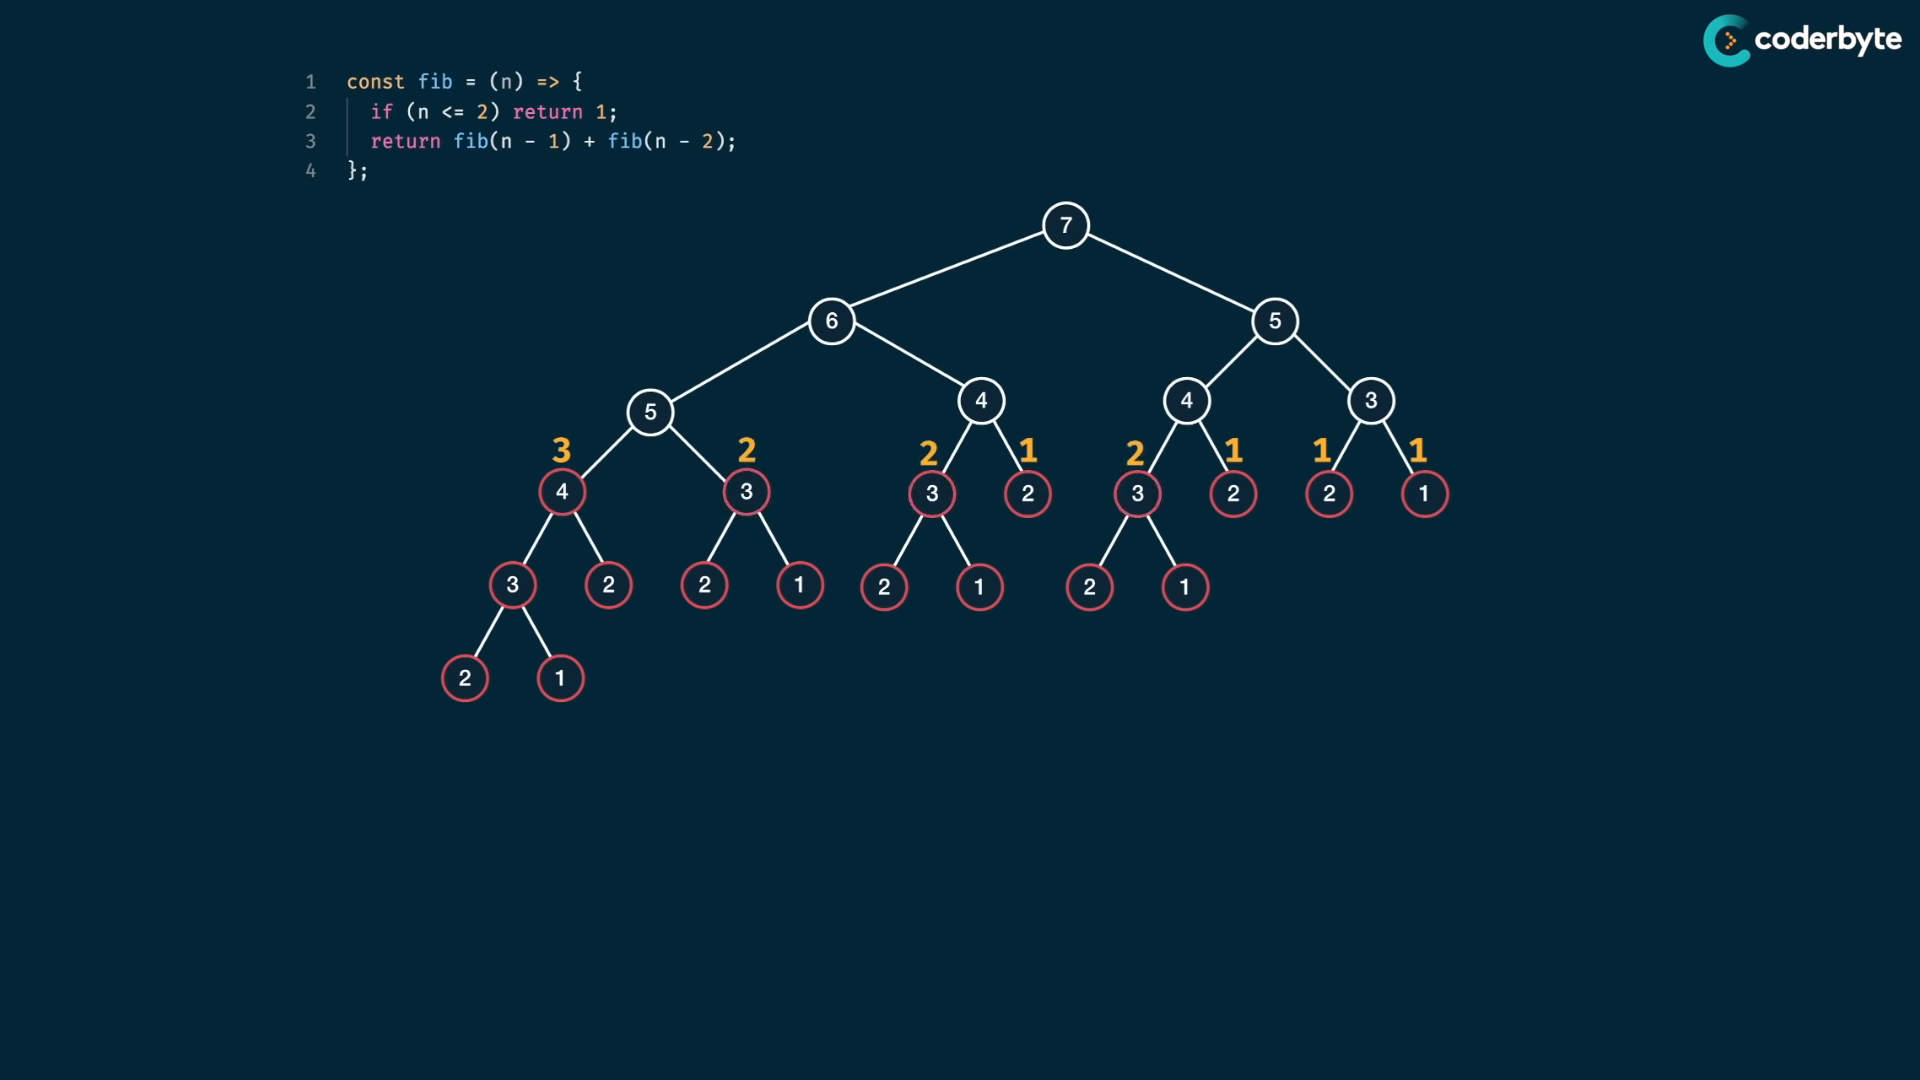 coderbyte
1 const fib = (n) => {
2 if (n <= 2) return 1;
3 return fib(n - 1) + fib(n - 2);
4 };
7
6 5
5 4 4 3
3 2 2 1 2 1 1 1
4 3 3 2 3 2 2 1
3 2 2 1 2 1 2 1
2 1